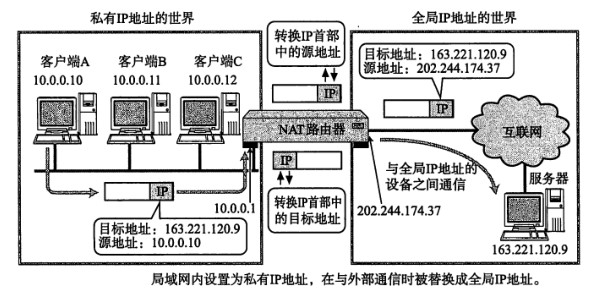 私有IP地址的世界
全局IP地址的世界
转换IP首部
中的源地址
客户端A
10.0.0.10
客户端B
10.0.0.11
客户端C
10.0.0.12
目标地址：163.221.120.9
源地址：202.244.174.37
IP
IP
NAT路由器
互联网
IP
IP
与全局IP地址的
设备之间通信
服务器
10.0.0.1
转换IP首部中
的目标地址
202.244.174.37
163.221.120.9
目标地址：163.221.120.9
源地址：10.0.0.10
局域网内设置为私有IP地址，在与外部通信时被替换成全局IP地址。